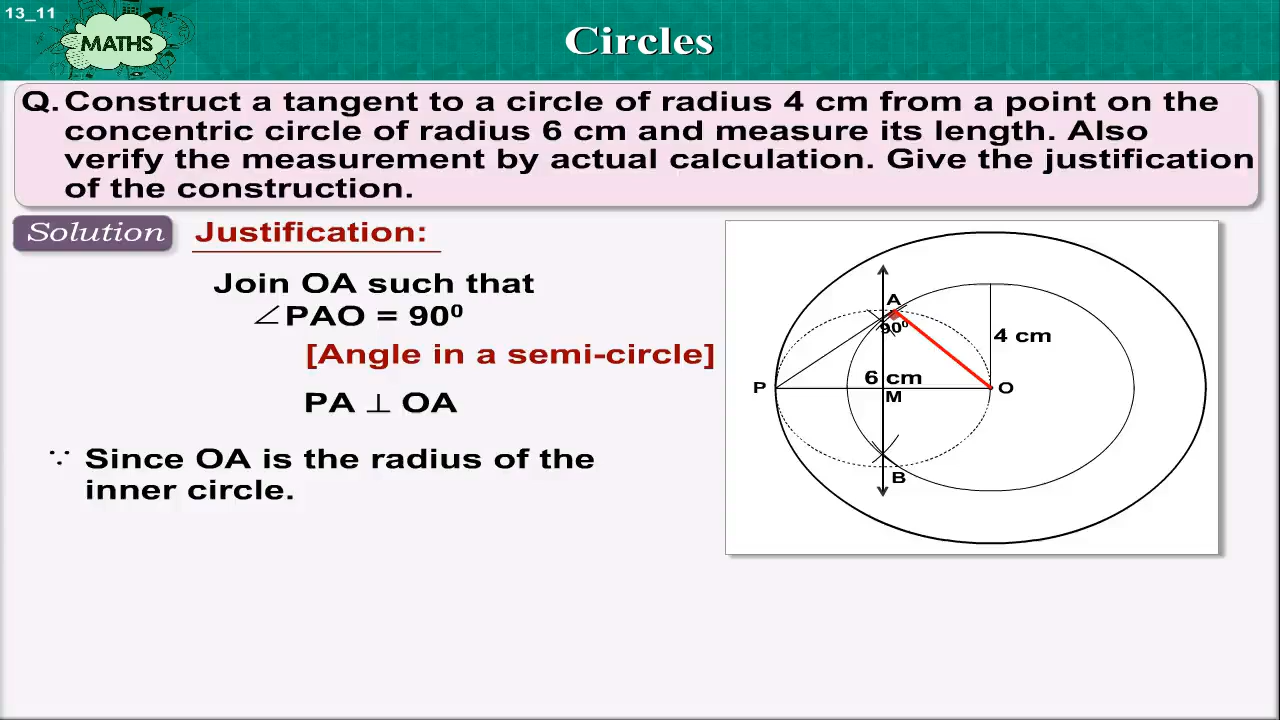 13_11
MATHS
Circles
Q. Construct a tangent to a circle of radius 4 cm from a point on the
concentric circle of radius 6 cm and measure its length. Also
verify the measurement by actual calculation. Give the justification
of the construction.
Solution
Justification:
Join OA such that
∠PAO = 90⁰
[Angle in a semi-circle]
PA ⊥ OA
∵ Since OA is the radius of the
inner circle.
A
90⁰
4 cm
6 cm
P
M
O
B